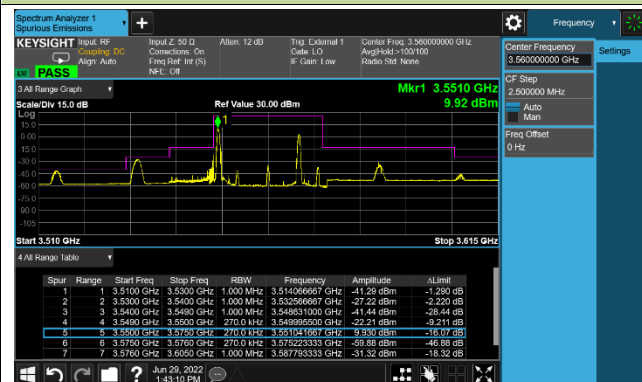 Spectrum Analyzer 1
Spurious Emissions
Frequency
KEYSIGHT Input: RF
Coupling: DC
Align: Auto
Input Z: 50 Ω
Corrections: On
Freq Ref: Int (S)
NFE: Off
Atten: 12 dB
Trig: External 1
Gate: LO
IF Gain: Low
Center Freq: 3.560000000 GHz
Avg|Hold:>100/100
Radio Std: None
PASS
Center Frequency
3.560000000 GHz
Settings
CF Step
2.500000 MHz
Auto
Man
Freq Offset
0 Hz
3 All Range Graph
Mkr1 3.5510 GHz
Scale/Div 15.0 dB
Ref Value 30.00 dBm
9.92 dBm
Log
15.0
0.00
-15.0
-30.0
-45.0
-60.0
-75.0
-90.0
-105
1
Start 3.510 GHz
Stop 3.615 GHz
4 All Range Table
Spur Range Start Freq Stop Freq RBW Frequency Amplitude ΔLimit
1 1 3.5100 GHz 3.5300 GHz 1.000 MHz 3.514066667 GHz -41.29 dBm -1.290 dB
2 2 3.5300 GHz 3.5400 GHz 1.000 MHz 3.532566667 GHz -27.22 dBm -2.220 dB
3 3 3.5400 GHz 3.5490 GHz 1.000 MHz 3.548631000 GHz -41.44 dBm -28.44 dB
4 4 3.5490 GHz 3.5500 GHz 270.0 kHz 3.549995500 GHz -22.21 dBm -9.211 dB
5 5 3.5500 GHz 3.5750 GHz 270.0 kHz 3.551041667 GHz 9.930 dBm -16.07 dB
6 6 3.5750 GHz 3.5760 GHz 270.0 kHz 3.575223333 GHz -59.88 dBm -46.88 dB
7 7 3.5760 GHz 3.6050 GHz 1.000 MHz 3.587793333 GHz -31.32 dBm -18.32 dB
Jun 29, 2022
1:43:10 PM